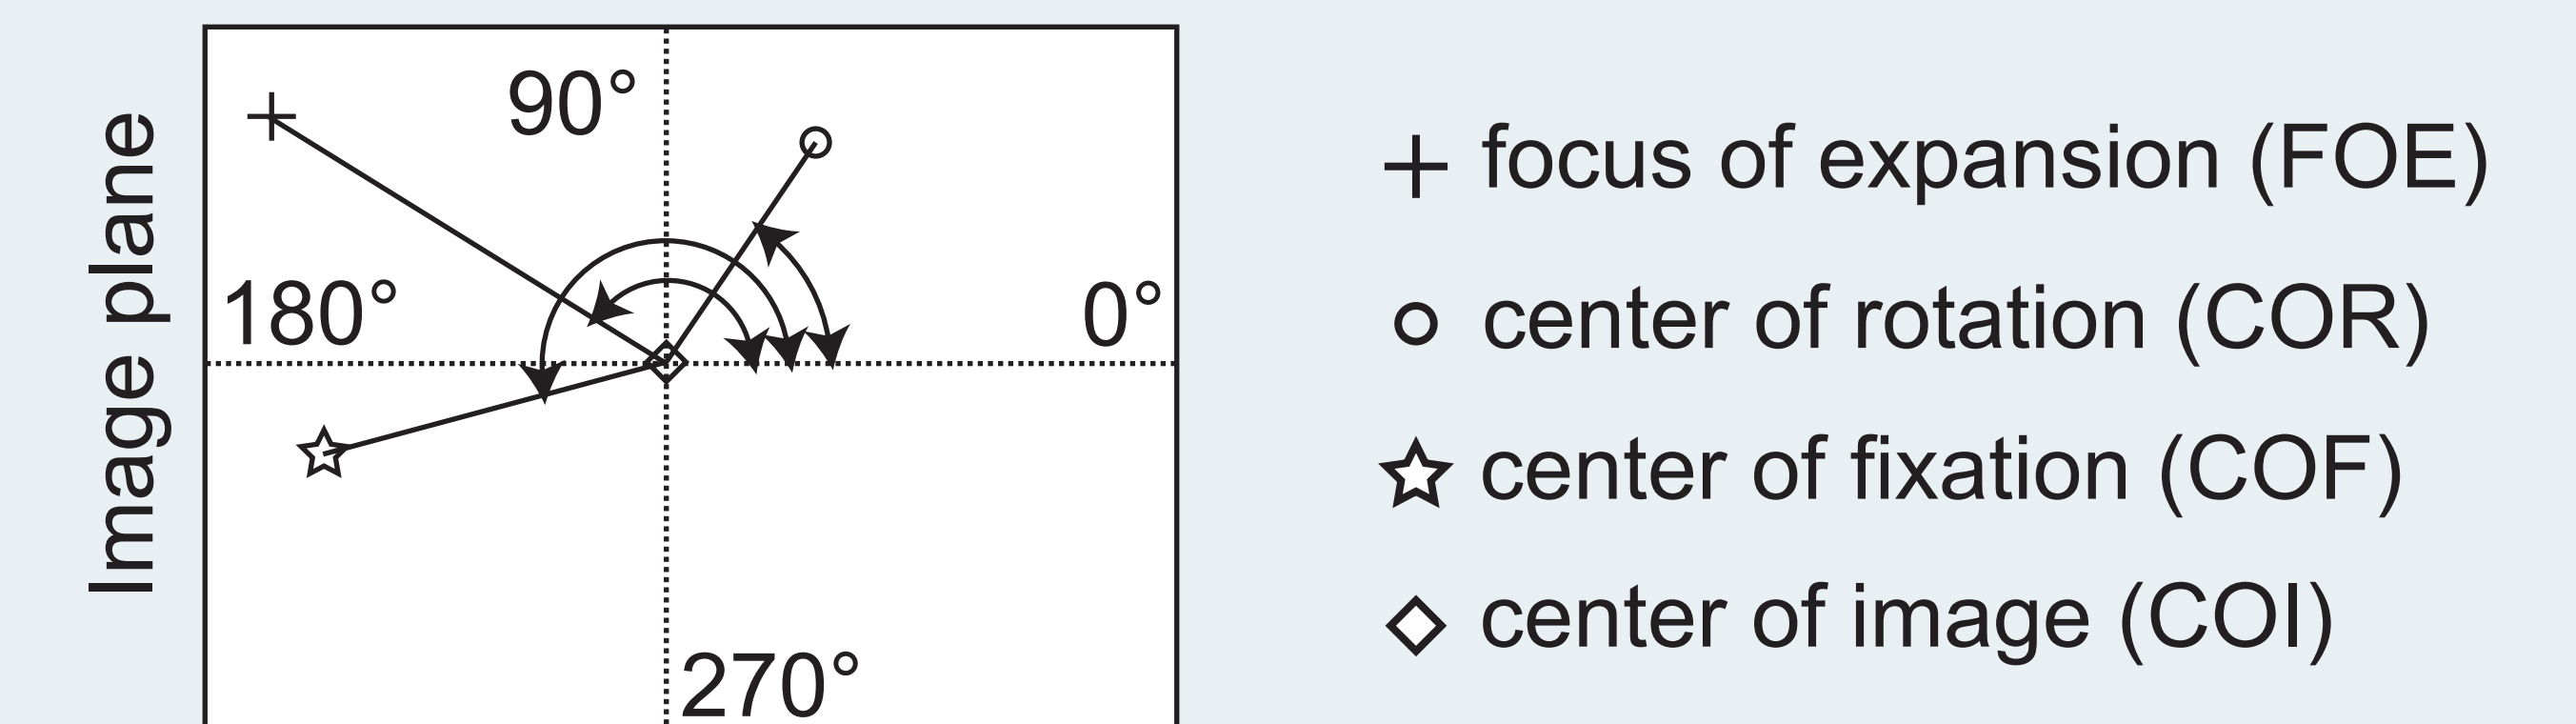 Image plane
90°
180°
0°
270°
focus of expansion (FOE)
center of rotation (COR)
center of fixation (COF)
center of image (COI)